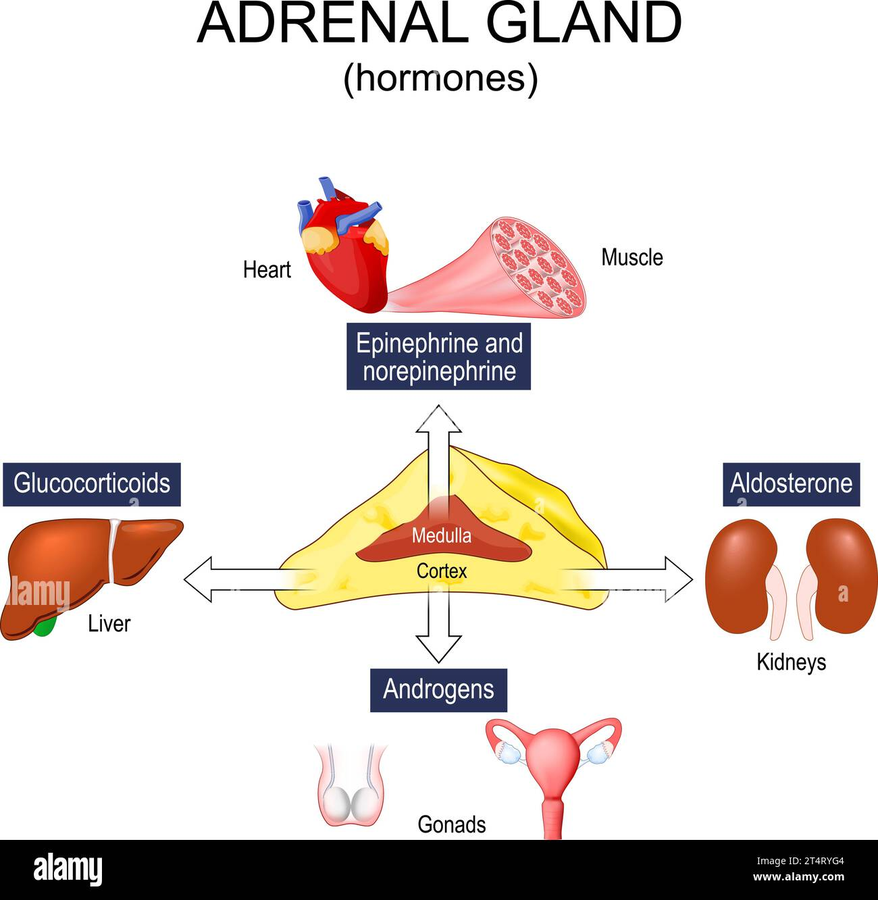 ADRENAL GLAND
(hormones)
Heart
Muscle
Epinephrine and
norepinephrine
Glucocorticoids
Aldosterone
a
a
Medulla
Cortex
alamy
a
Liver
Kidneys
Androgens
Gonads
alamy
Image ID: 2T4RYG4
www.alamy.com